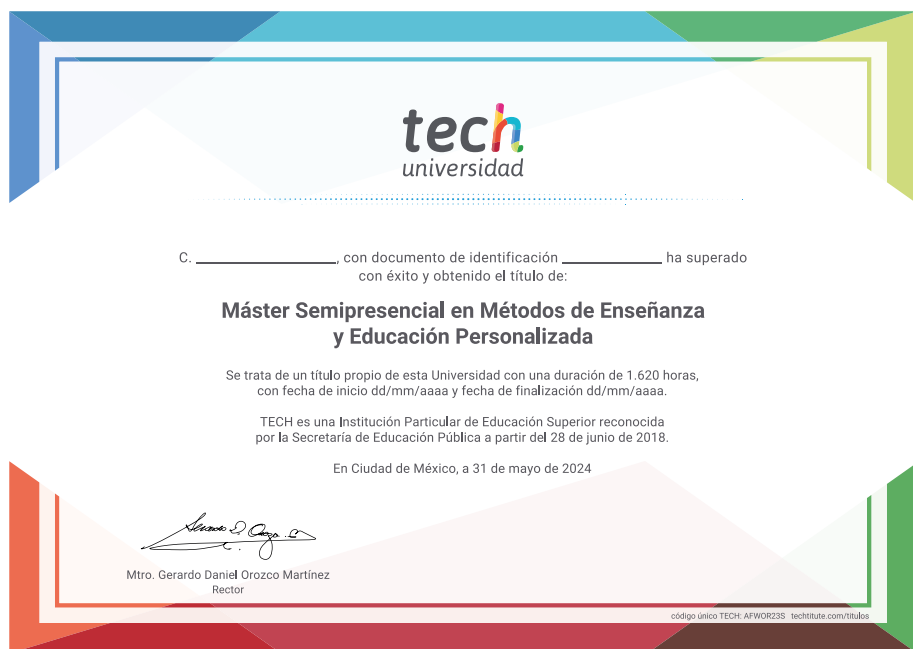 tech
universidad
C. ____________, con documento de identificación ____________ ha superado
con éxito y obtenido el título de:
Máster Semipresencial en Métodos de Enseñanza
y Educación Personalizada
Se trata de un título propio de esta Universidad con una duración de 1.620 horas,
con fecha de inicio dd/mm/aaaa y fecha de finalización dd/mm/aaaa.
TECH es una Institución Particular de Educación Superior reconocida
por la Secretaría de Educación Pública a partir del 28 de junio de 2018.
En Ciudad de México, a 31 de mayo de 2024
Mtro. Gerardo Daniel Orozco Martínez
Rector
código único TECH: AFWOR23S techtitute.com/titulos